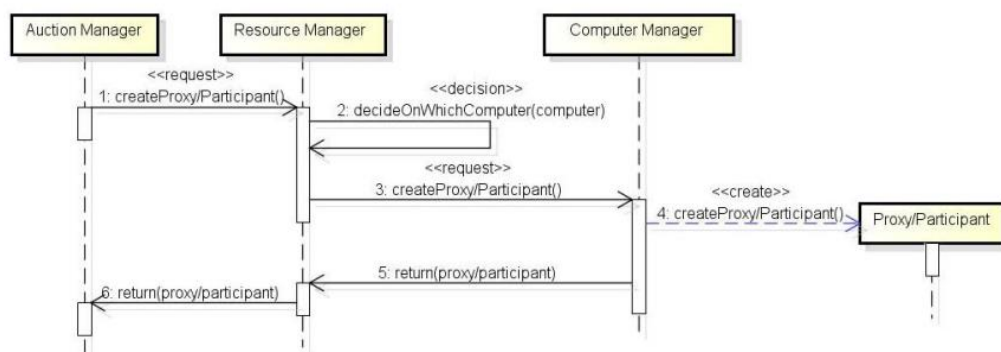 Auction Manager
Resource Manager
Computer Manager
<<request>>
1: createProxy/Participant()
<<decision>>
2: decideOnWhichComputer(computer)
<<request>>
3: createProxy/Participant()
<<create>>
4: createProxy/Participant()
Proxy/Participant
5: return(proxy/participant)
6: return(proxy/participant)